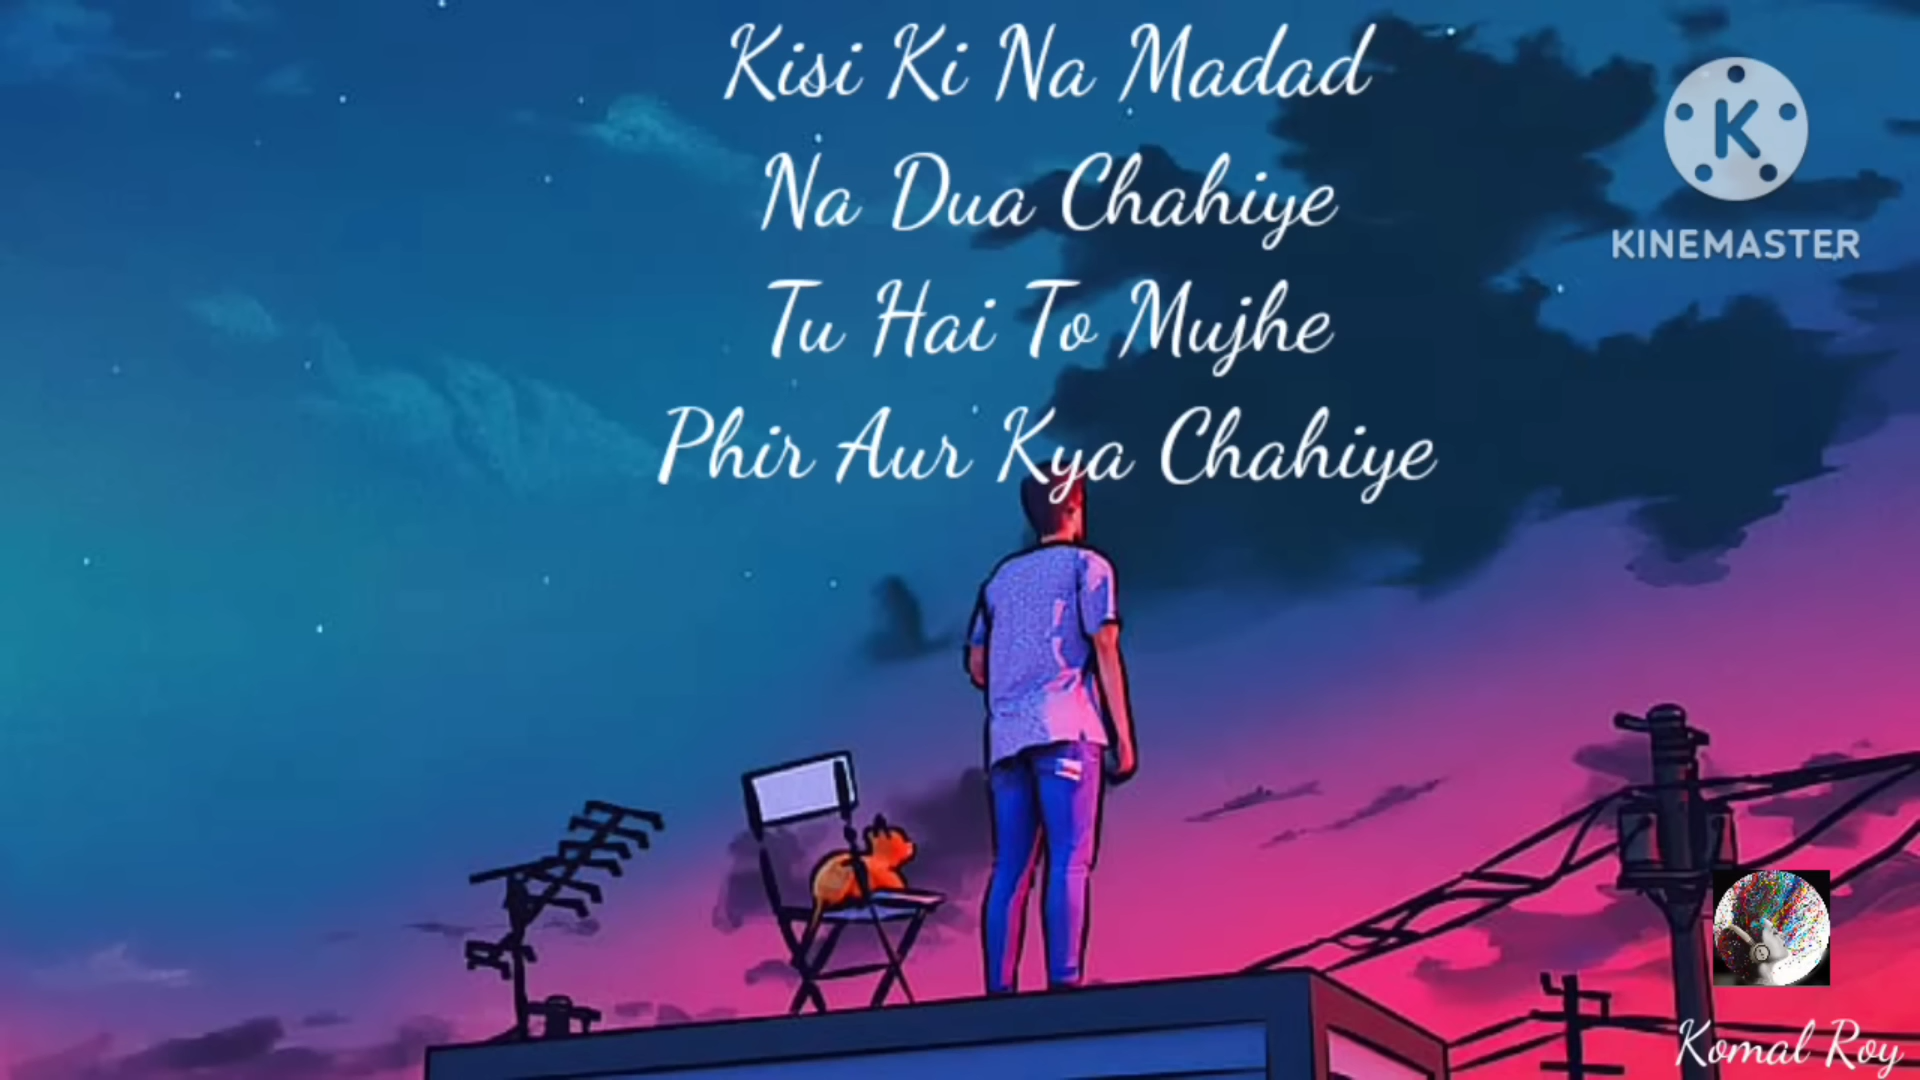 Kisi Ki Na Madad
Na Dua Chahiye
Tu Hai To Mujhe
Phir Aur Kya Chahiye
K
KINEMASTER
Komal Roy